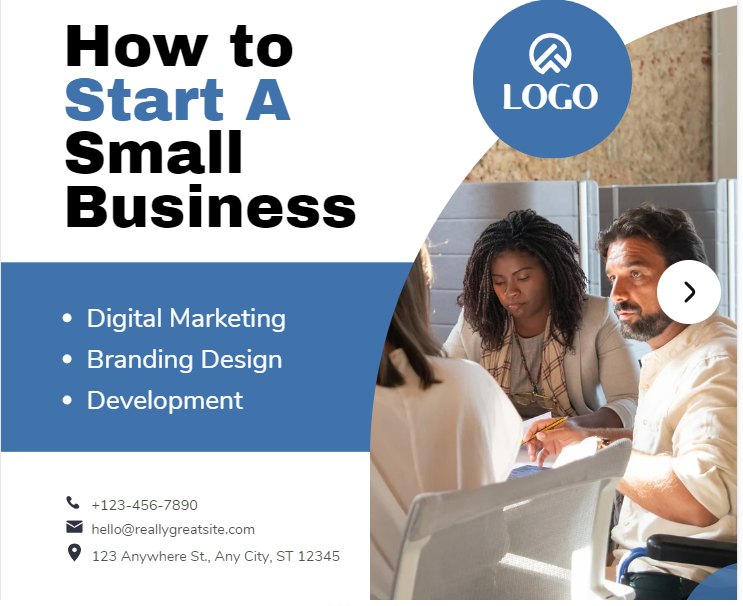 How to
Start A
Small
Business
LOGO
Digital Marketing
Branding Design
Development
+123-456-7890
hello@reallygreatsite.com
123 Anywhere St., Any City, ST 12345